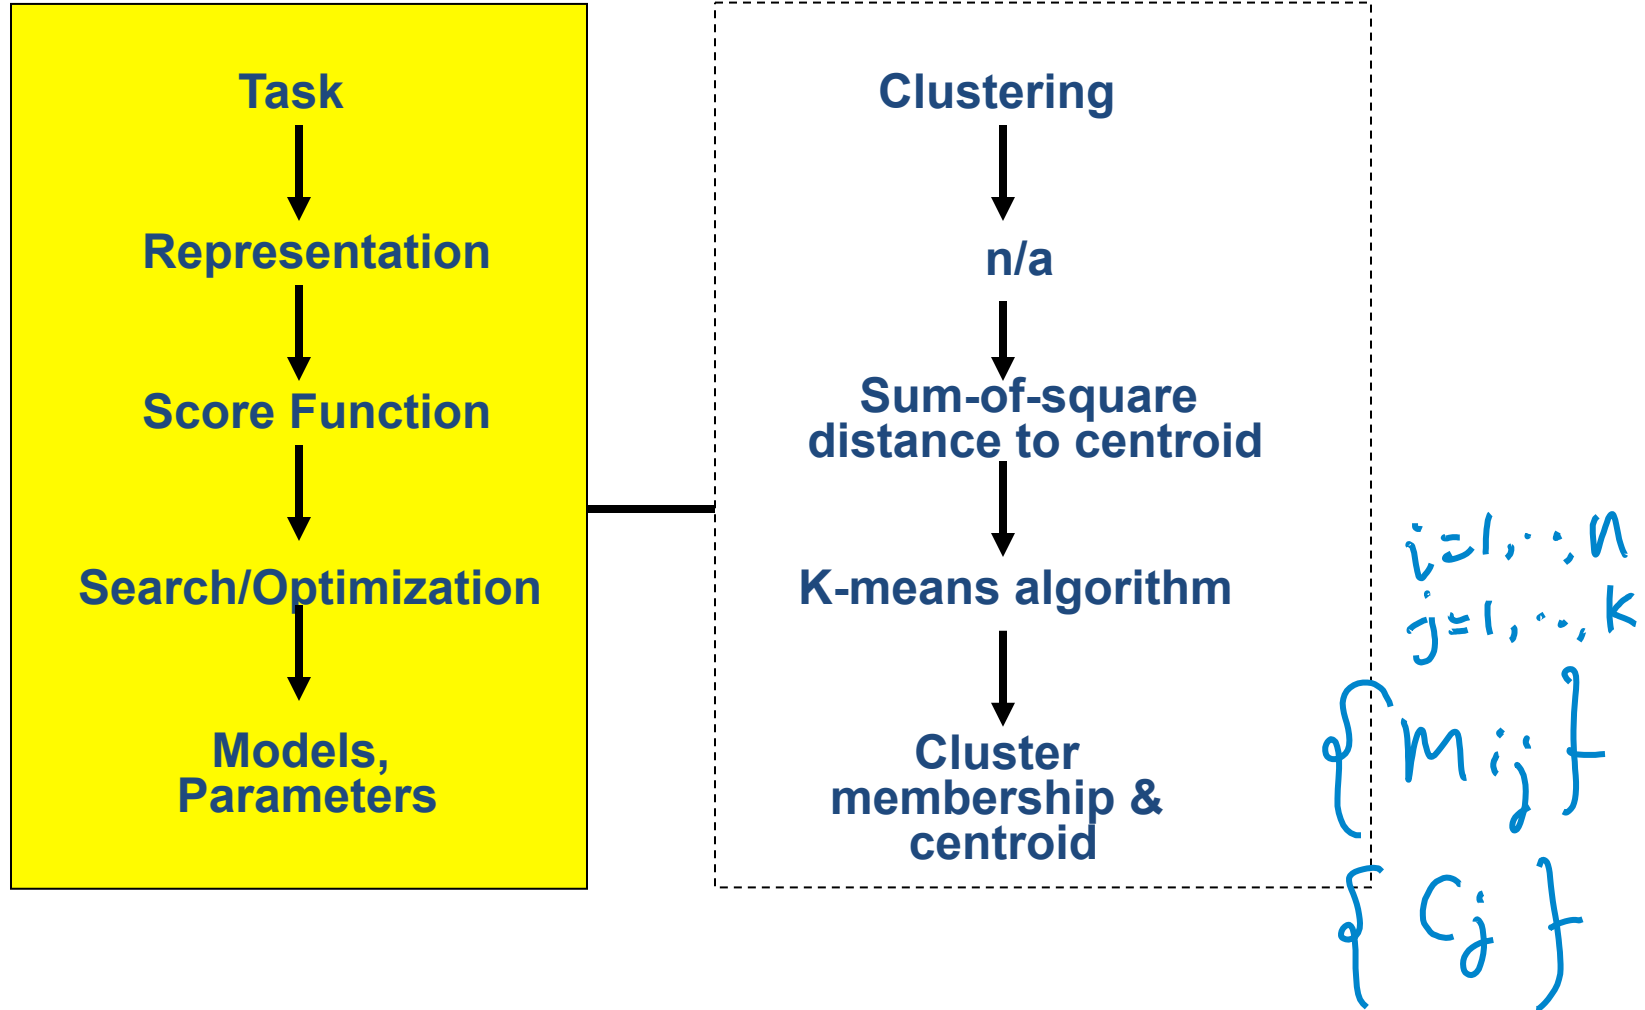 Task
Representation
Score Function
Search/Optimization
Models,
Parameters
Clustering
n/a
Sum-of-square
distance to centroid
K-means algorithm
Cluster
membership &
centroid
i=1,..,n
j=1,..,K
{Mij}
{Cj}